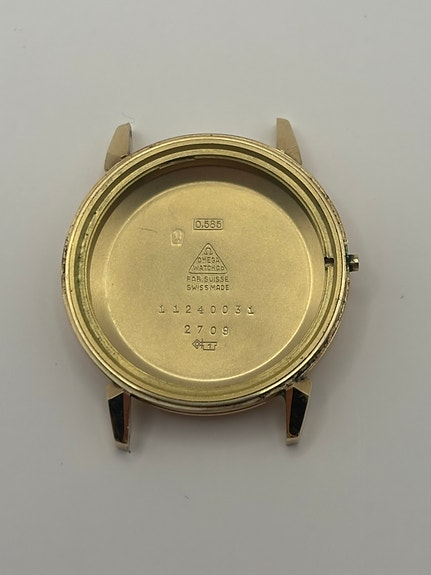 0.585
Ω
OMEGA
WATCH Co
FAB. SUISSE
SWISS MADE
11240031
2709